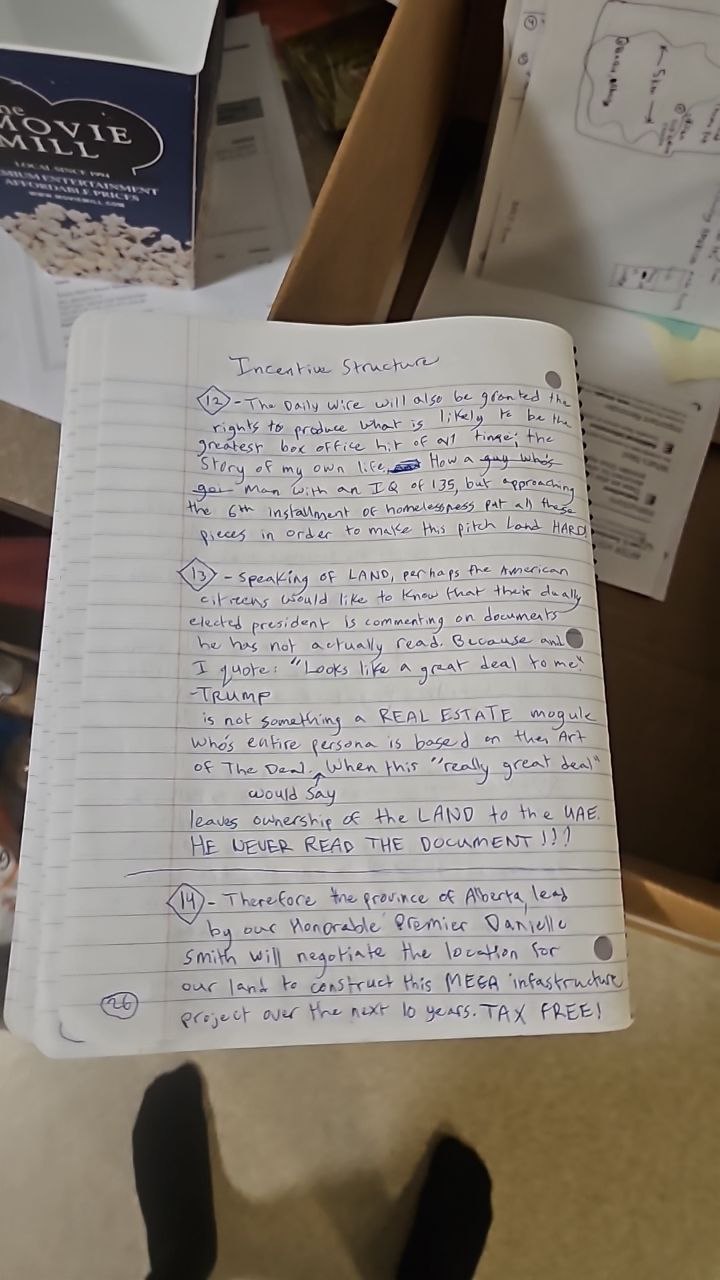 The
MOVIE
MILL
LOCAL SINCE 1994
PREMIUM ENTERTAINMENT
AFFORDABLE PRICES
WWW.MOVIEMILL.COM
Incentive Structure
12 - The Daily Wire will also be granted the
rights to produce what is likely to be the
greatest box office hit of all time; the
Story of my own life, How a guy who's
goi Man with an IQ of 135, but approaching
the 6th installment of homelessness put all these
pieces in order to make this pitch Land HARD!
13 - Speaking of LAND, perhaps the American
citizens would like to know that their dually
elected president is commenting on documents
he has not actually read. Because and
I quote: "Looks like a great deal to me."
-TRUMP
is not something a REAL ESTATE mogule
who's entire persona is based on the Art
of The Deal. When this "really great deal"
would say
leaves ownership of the LAND to the UAE.
HE NEVER READ THE DOCUMENT!!!
14 - Therefore the province of Alberta, lead
by our Honorable Premier Danielle
Smith will negotiate the location for
our land to construct this MEGA infastructure
project over the next 10 years. TAX FREE!
26